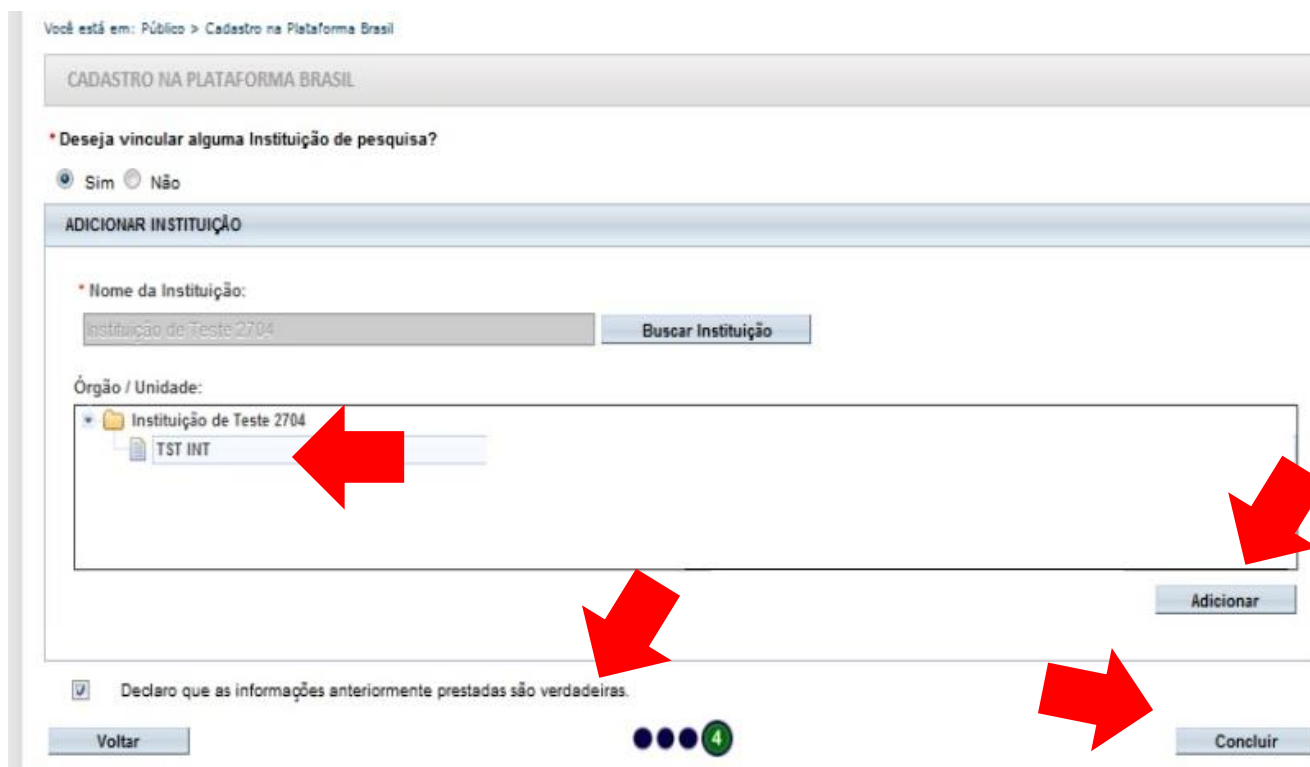 Você está em: Público > Cadastro na Plataforma Brasil
CADASTRO NA PLATAFORMA BRASIL
* Deseja vincular alguma Instituição de pesquisa?
Sim Não
ADICIONAR INSTITUIÇÃO
* Nome da Instituição:
Instituição de Teste 2704 Buscar Instituição
Órgão / Unidade:
Instituição de Teste 2704
TST INT
Adicionar
Declaro que as informações anteriormente prestadas são verdadeiras.
Voltar 4 Concluir